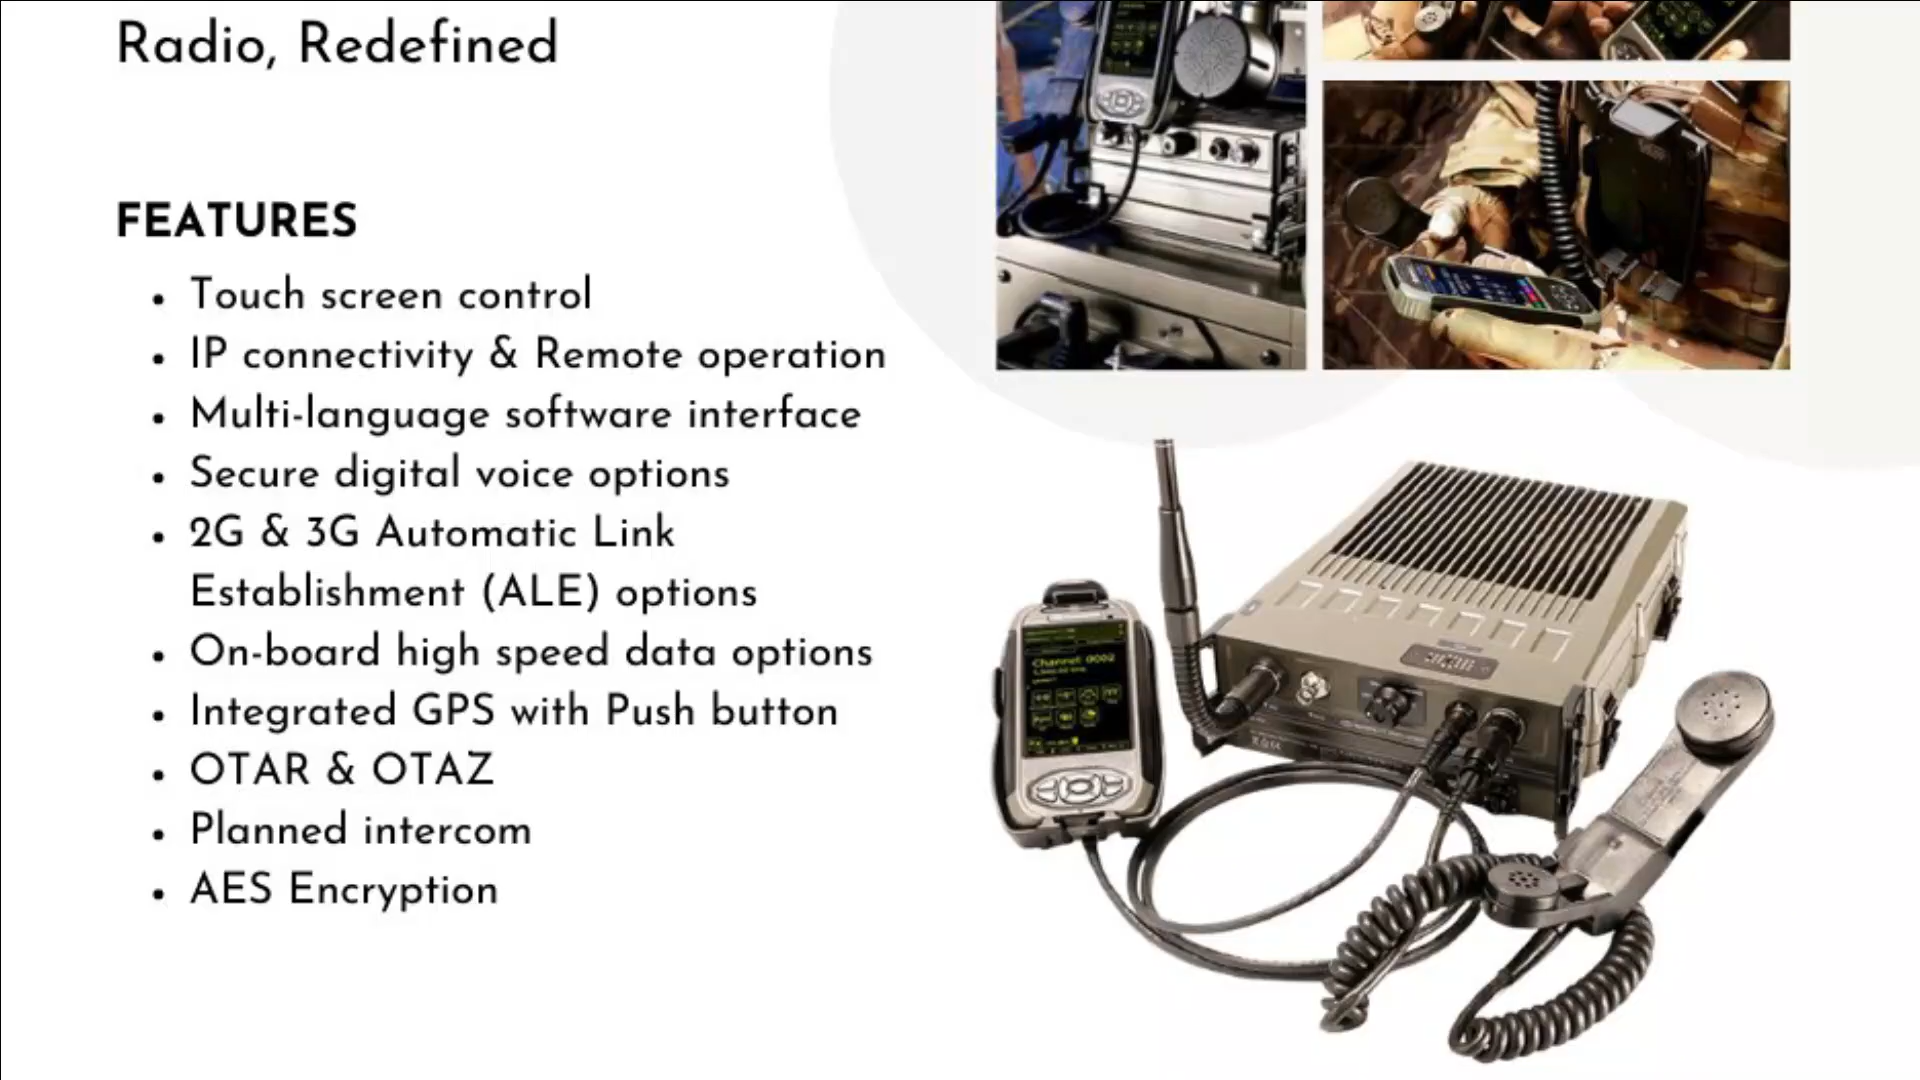 Radio, Redefined
FEATURES
Touch screen control
IP connectivity & Remote operation
Multi-language software interface
Secure digital voice options
2G & 3G Automatic Link
Establishment (ALE) options
On-board high speed data options
Integrated GPS with Push button
OTAR & OTAZ
Planned intercom
AES Encryption
Channel 0002